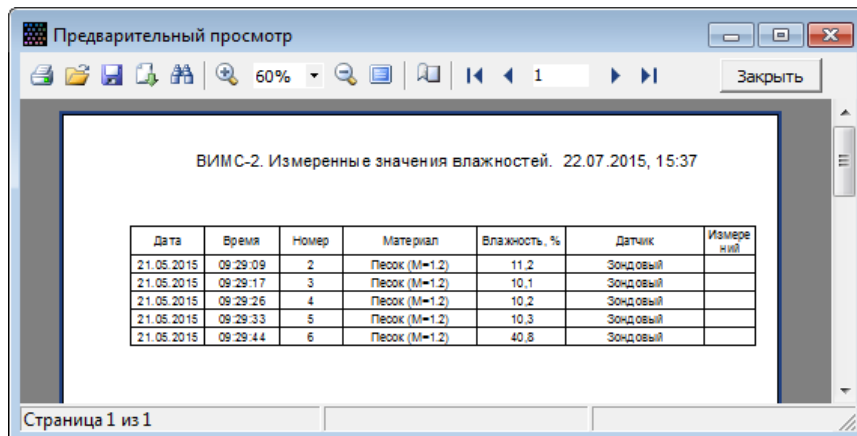 Предварительный просмотр
60% 1 Закрыть
ВИМС-2. Измеренные значения влажностей. 22.07.2015, 15:37
Дата Время Номер Материал Влажность, % Датчик Измере
ний
21.05.2015 09:29:09 2 Песок (М=1.2) 11,2 Зондовый
21.05.2015 09:29:17 3 Песок (М=1.2) 10,1 Зондовый
21.05.2015 09:29:26 4 Песок (М=1.2) 10,2 Зондовый
21.05.2015 09:29:33 5 Песок (М=1.2) 10,3 Зондовый
21.05.2015 09:29:44 6 Песок (М=1.2) 40,8 Зондовый
Страница 1 из 1